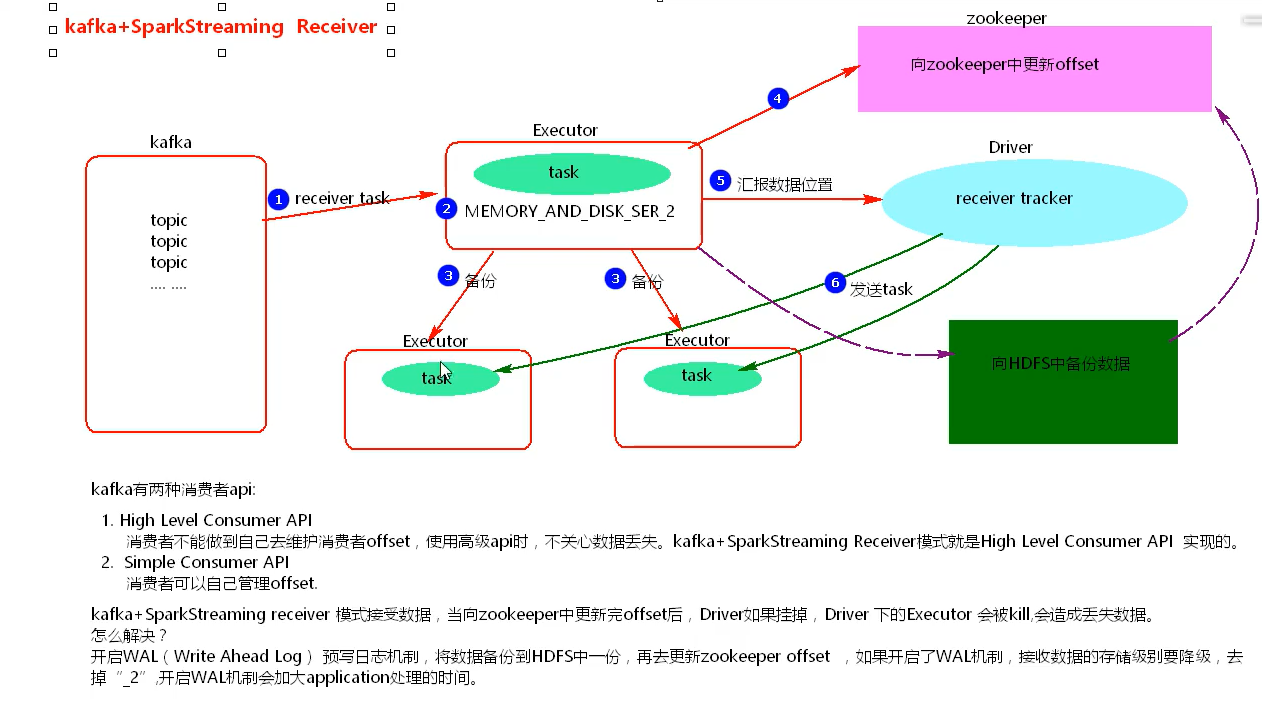 kafka+SparkStreaming Receiver
zookeeper
向zookeeper中更新offset
4
kafka
Executor
Driver
task
5 汇报数据位置
receiver tracker
1 receiver task
2 MEMORY_AND_DISK_SER_2
topic
topic
topic
.... ....
3 备份
3 备份
6 发送task
Executor
Executor
task
task
向HDFS中备份数据
kafka有两种消费者api:
1. High Level Consumer API
消费者不能做到自己去维护消费者offset，使用高级api时，不关心数据丢失。kafka+SparkStreaming Receiver模式就是High Level Consumer API 实现的。
2. Simple Consumer API
消费者可以自己管理offset.
kafka+SparkStreaming receiver 模式接受数据，当向zookeeper中更新完offset后，Driver如果挂掉，Driver 下的Executor 会被kill,会造成丢失数据。
怎么解决？
开启WAL（Write Ahead Log） 预写日志机制，将数据备份到HDFS中一份，再去更新zookeeper offset ，如果开启了WAL机制，接收数据的存储级别要降级，去
掉“_2”,开启WAL机制会加大application处理的时间。